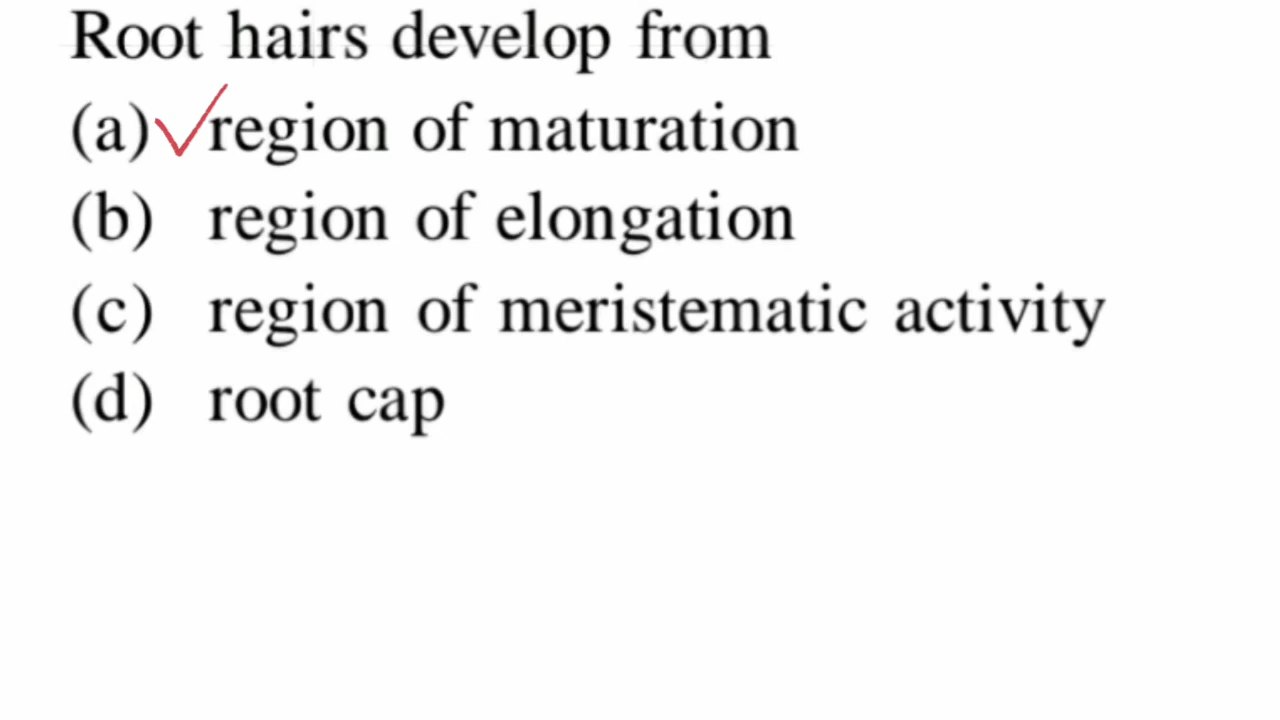 Root hairs develop from
(a) region of maturation
(b) region of elongation
(c) region of meristematic activity
(d) root cap